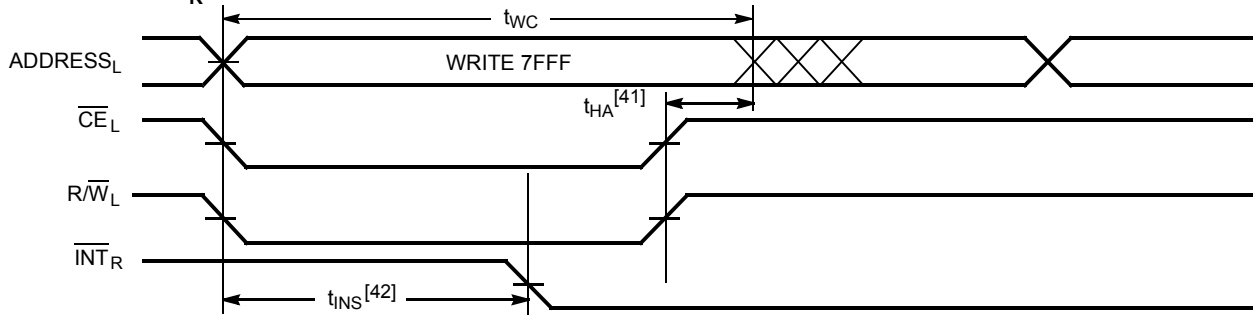 R
tWC
ADDRESSL
WRITE 7FFF
tHA[41]
CEL
R/WL
INTR
tINS[42]